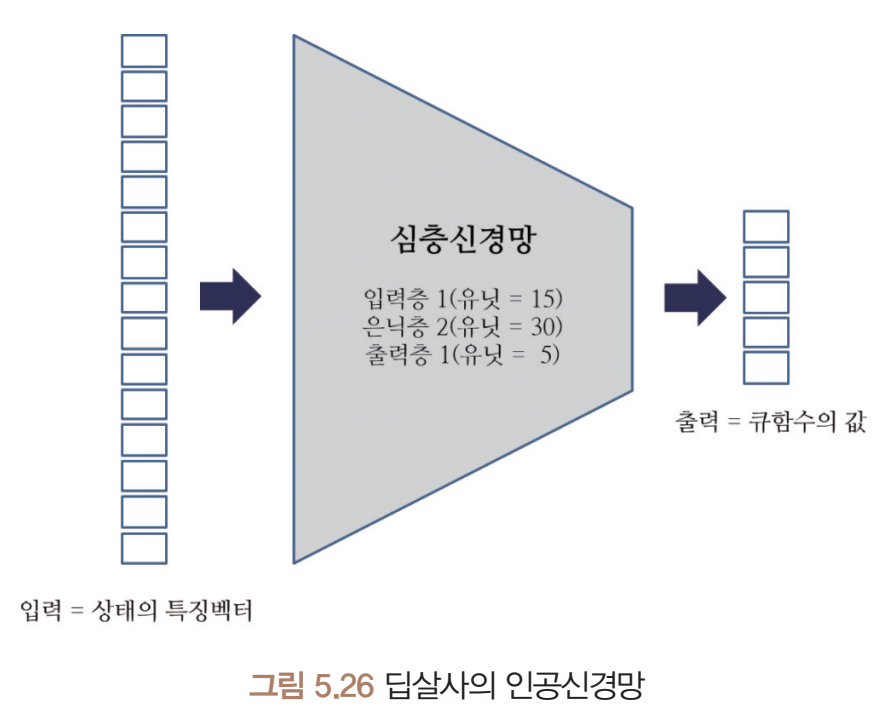 심층신경망
입력층 1(유닛 = 15)
은닉층 2(유닛 = 30)
출력층 1(유닛 = 5)
출력 = 큐함수의 값
입력 = 상태의 특징벡터
그림 5.26 딥살사의 인공신경망